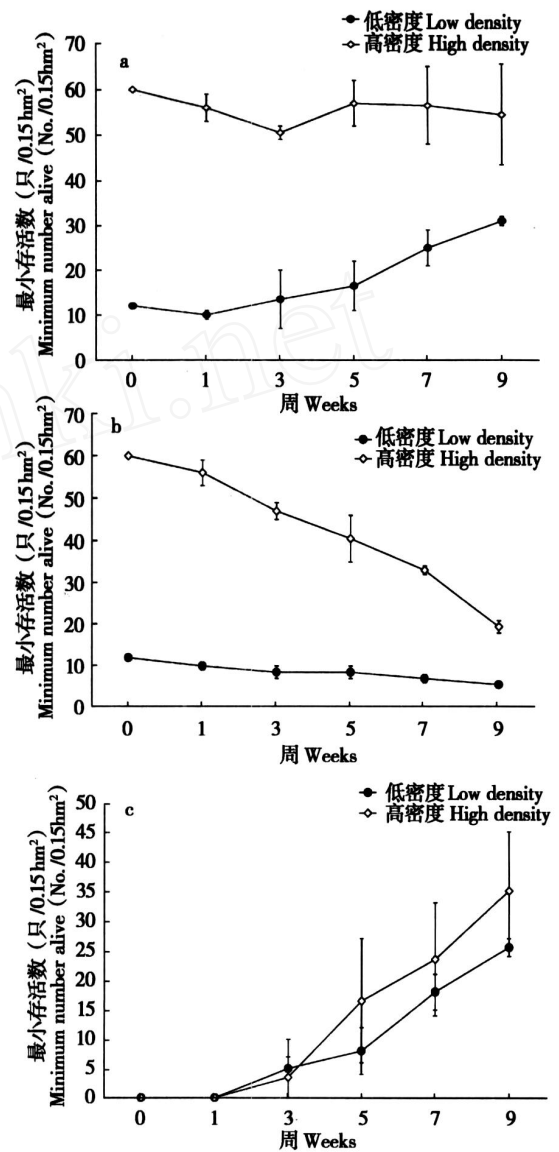 低密度 Low density
高密度 High density
a
最小存活数（只/0.15hm²）
Minimum number alive（No./0.15hm²）
70
60
50
40
30
20
10
0
0 1 3 5 7 9
周 Weeks
b
低密度 Low density
高密度 High density
最小存活数（只/0.15hm²）
Minimum number alive（No./0.15hm²）
70
60
50
40
30
20
10
0
0 1 3 5 7 9
周 Weeks
低密度 Low density
高密度 High density
c
最小存活数（只/0.15hm²）
Minimum number alive（No./0.15hm²）
50
45
40
35
30
25
20
15
10
5
0
0 1 3 5 7 9
周 Weeks
nki.net